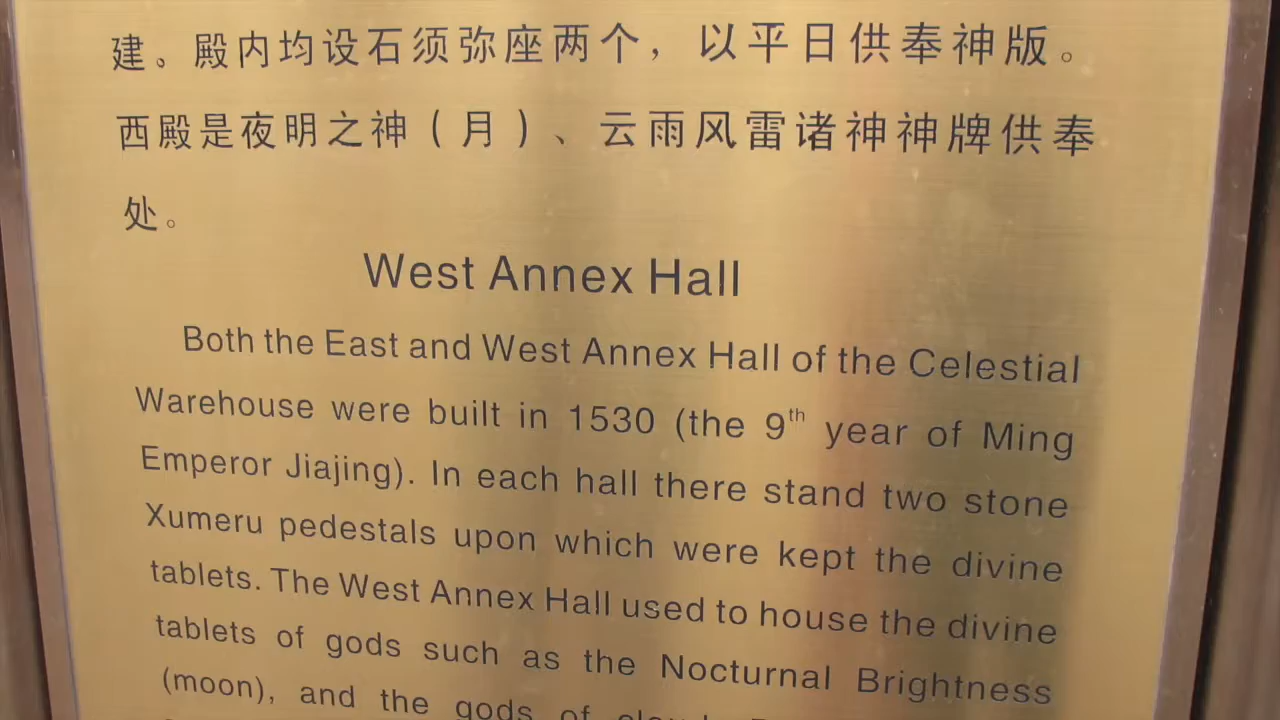 建。殿内均设石须弥座两个，以平日供奉神版。
西殿是夜明之神（月）、云雨风雷诸神神牌供奉
处。
West Annex Hall
Both the East and West Annex Hall of the Celestial
Warehouse were built in 1530 (the 9th year of Ming
Emperor Jiajing). In each hall there stand two stone
Xumeru pedestals upon which were kept the divine
tablets. The West Annex Hall used to house the divine
tablets of gods such as the Nocturnal Brightness
(moon), and the gods of